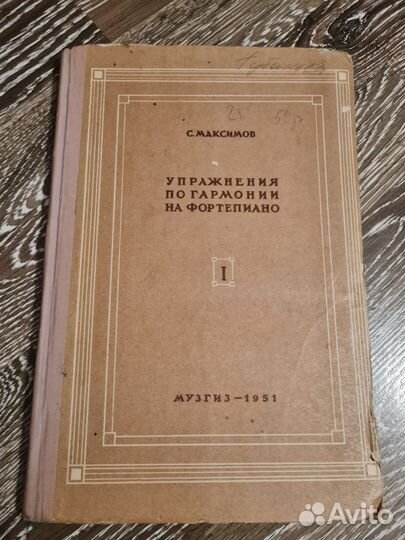 С. МАКСИМОВ
УПРАЖНЕНИЯ
ПО ГАРМОНИИ
НА ФОРТЕПИАНО
I
МУЗГИЗ — 1951
Avito